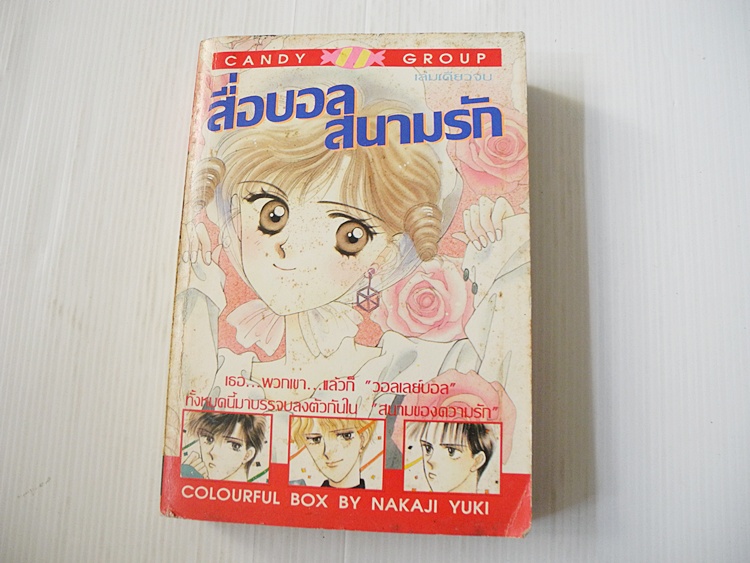 CANDY GROUP
เล่มเดียวจบ
สื่อบอล
สนามรัก
เธอ...พวกเขา...แล้วก็ "วอลเลย์บอล"
ทั้งหมดนี้มาบรรจบลงตัวกันใน "สนามของความรัก"
COLOURFUL BOX BY NAKAJI YUKI